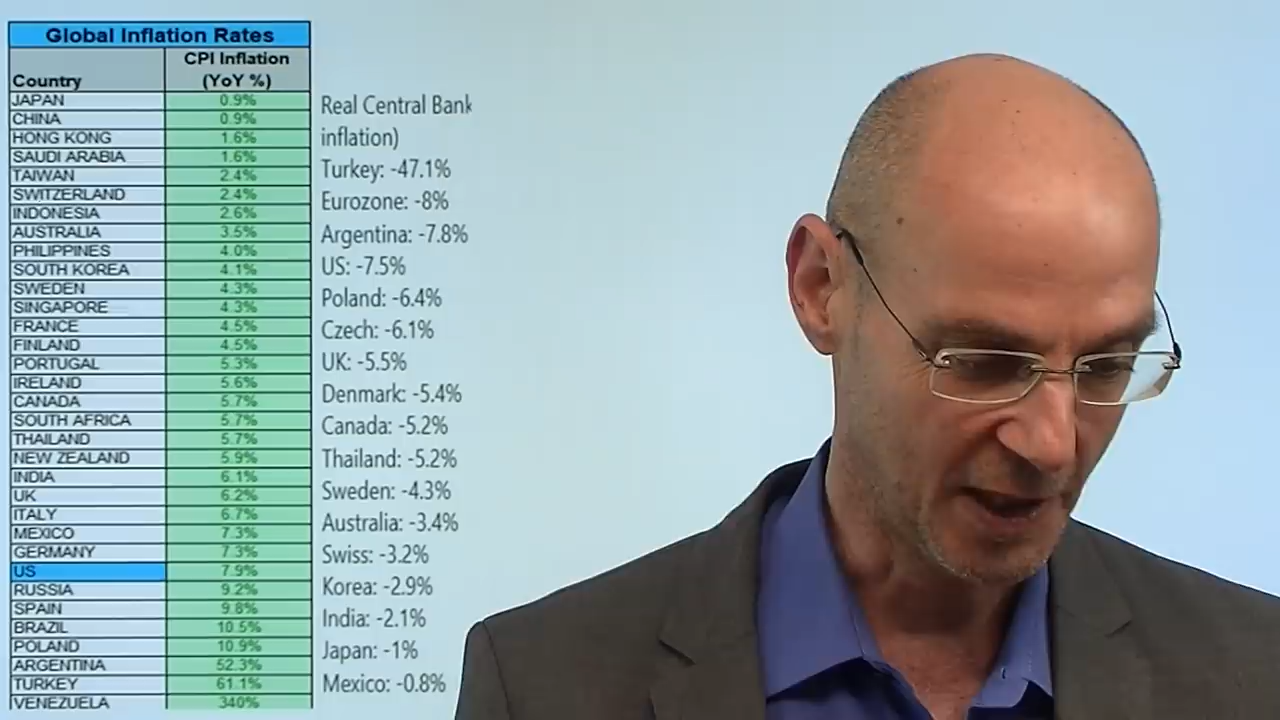 Global Inflation Rates
Country CPI Inflation (YoY %)
JAPAN 0.9%
CHINA 0.9%
HONG KONG 1.6%
SAUDI ARABIA 1.6%
TAIWAN 2.4%
SWITZERLAND 2.4%
INDONESIA 2.6%
AUSTRALIA 3.5%
PHILIPPINES 4.0%
SOUTH KOREA 4.1%
SWEDEN 4.3%
SINGAPORE 4.3%
FRANCE 4.5%
FINLAND 4.5%
PORTUGAL 5.3%
IRELAND 5.6%
CANADA 5.7%
SOUTH AFRICA 5.7%
THAILAND 5.7%
NEW ZEALAND 5.9%
INDIA 6.1%
UK 6.2%
ITALY 6.7%
MEXICO 7.3%
GERMANY 7.3%
US 7.9%
RUSSIA 9.2%
SPAIN 9.8%
BRAZIL 10.5%
POLAND 10.9%
ARGENTINA 52.3%
TURKEY 61.1%
VENEZUELA 340%
Real Central Bank
inflation)
Turkey: -47.1%
Eurozone: -8%
Argentina: -7.8%
US: -7.5%
Poland: -6.4%
Czech: -6.1%
UK: -5.5%
Denmark: -5.4%
Canada: -5.2%
Thailand: -5.2%
Sweden: -4.3%
Australia: -3.4%
Swiss: -3.2%
Korea: -2.9%
India: -2.1%
Japan: -1%
Mexico: -0.8%